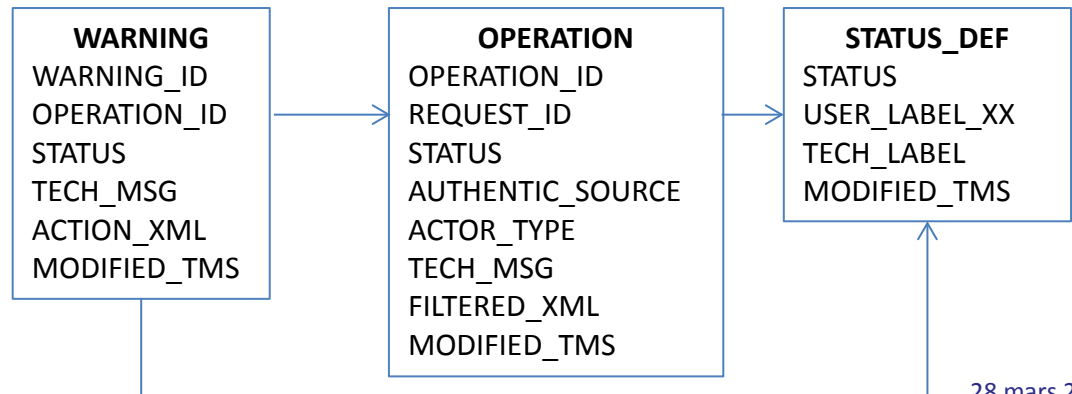 WARNING
WARNING_ID
OPERATION_ID
STATUS
TECH_MSG
ACTION_XML
MODIFIED_TMS
OPERATION
OPERATION_ID
REQUEST_ID
STATUS
AUTHENTIC_SOURCE
ACTOR_TYPE
TECH_MSG
FILTERED_XML
MODIFIED_TMS
STATUS_DEF
STATUS
USER_LABEL_XX
TECH_LABEL
MODIFIED_TMS
28 mars 2